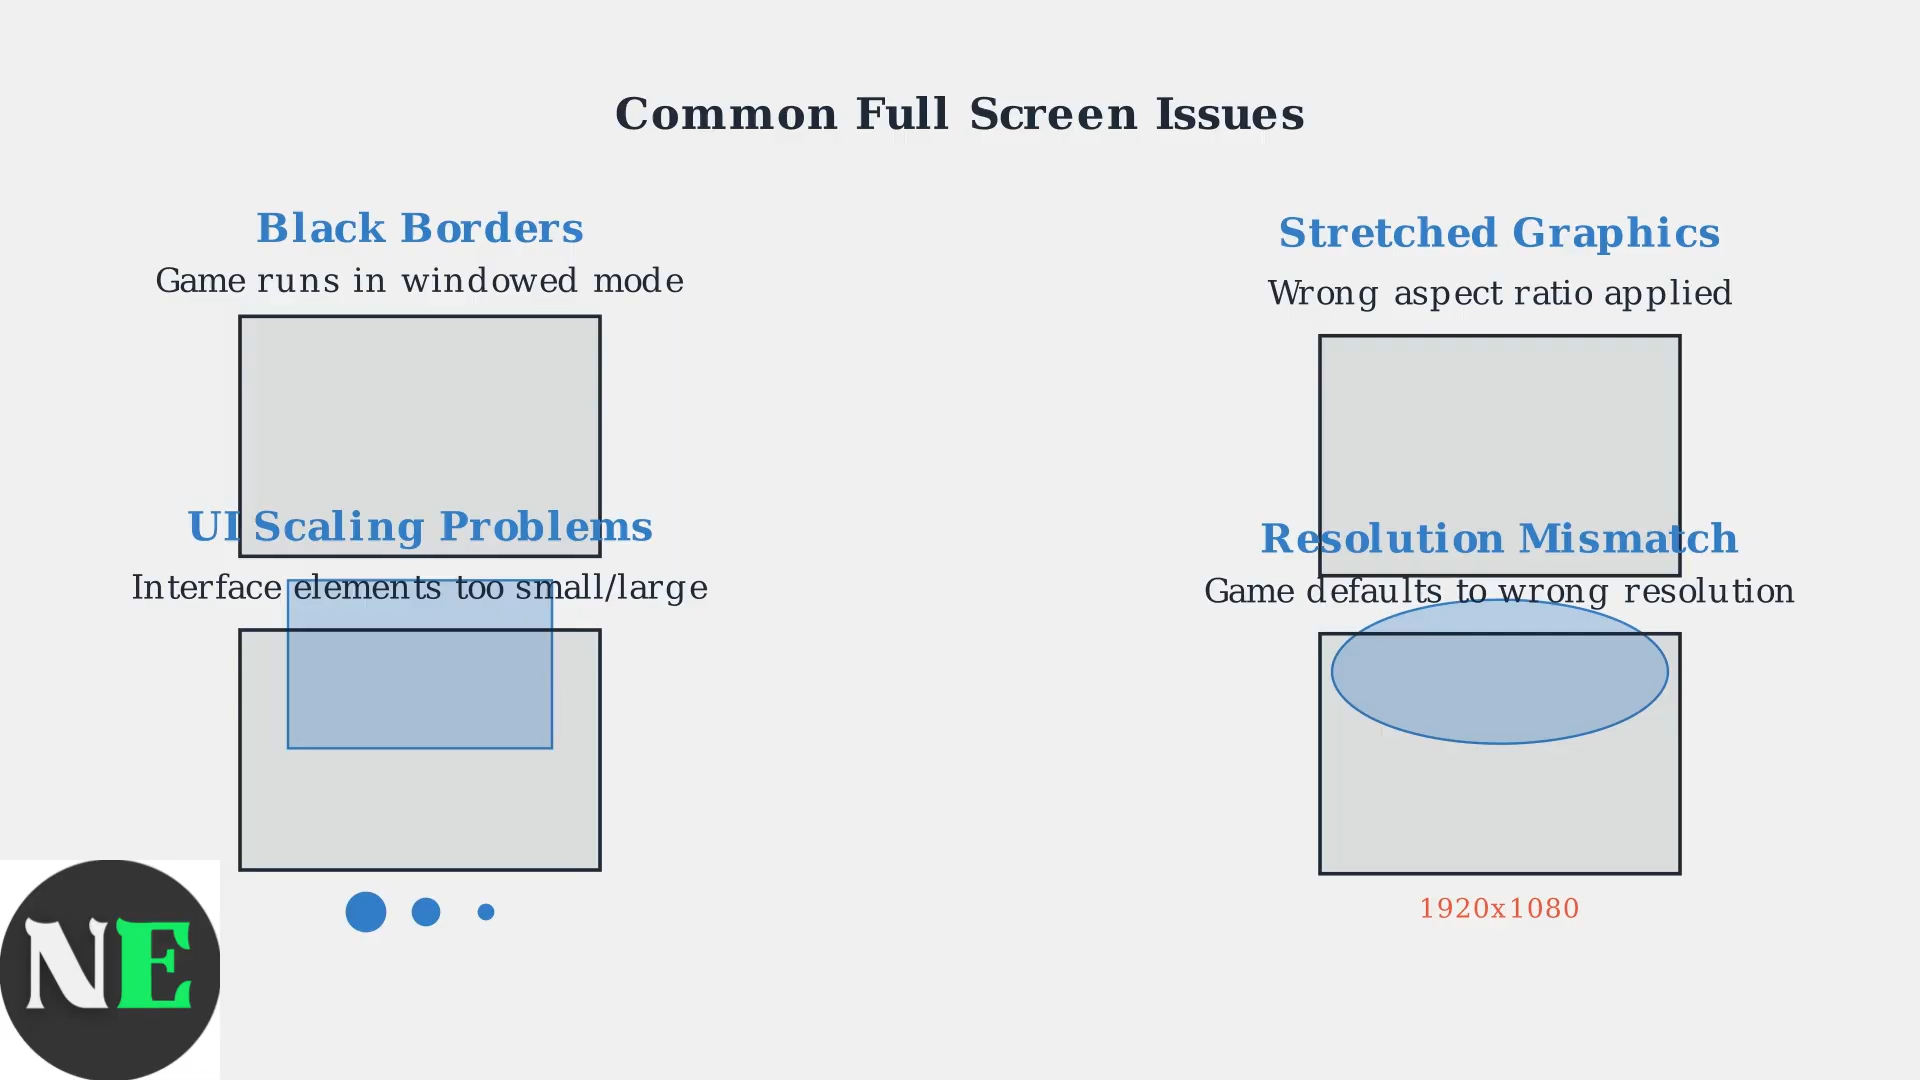 Common Full Screen Issues
Black Borders
Game runs in windowed mode
Stretched Graphics
Wrong aspect ratio applied
UI Scaling Problems
Interface elements too small/large
Resolution Mismatch
Game defaults to wrong resolution
1920x1080
NE